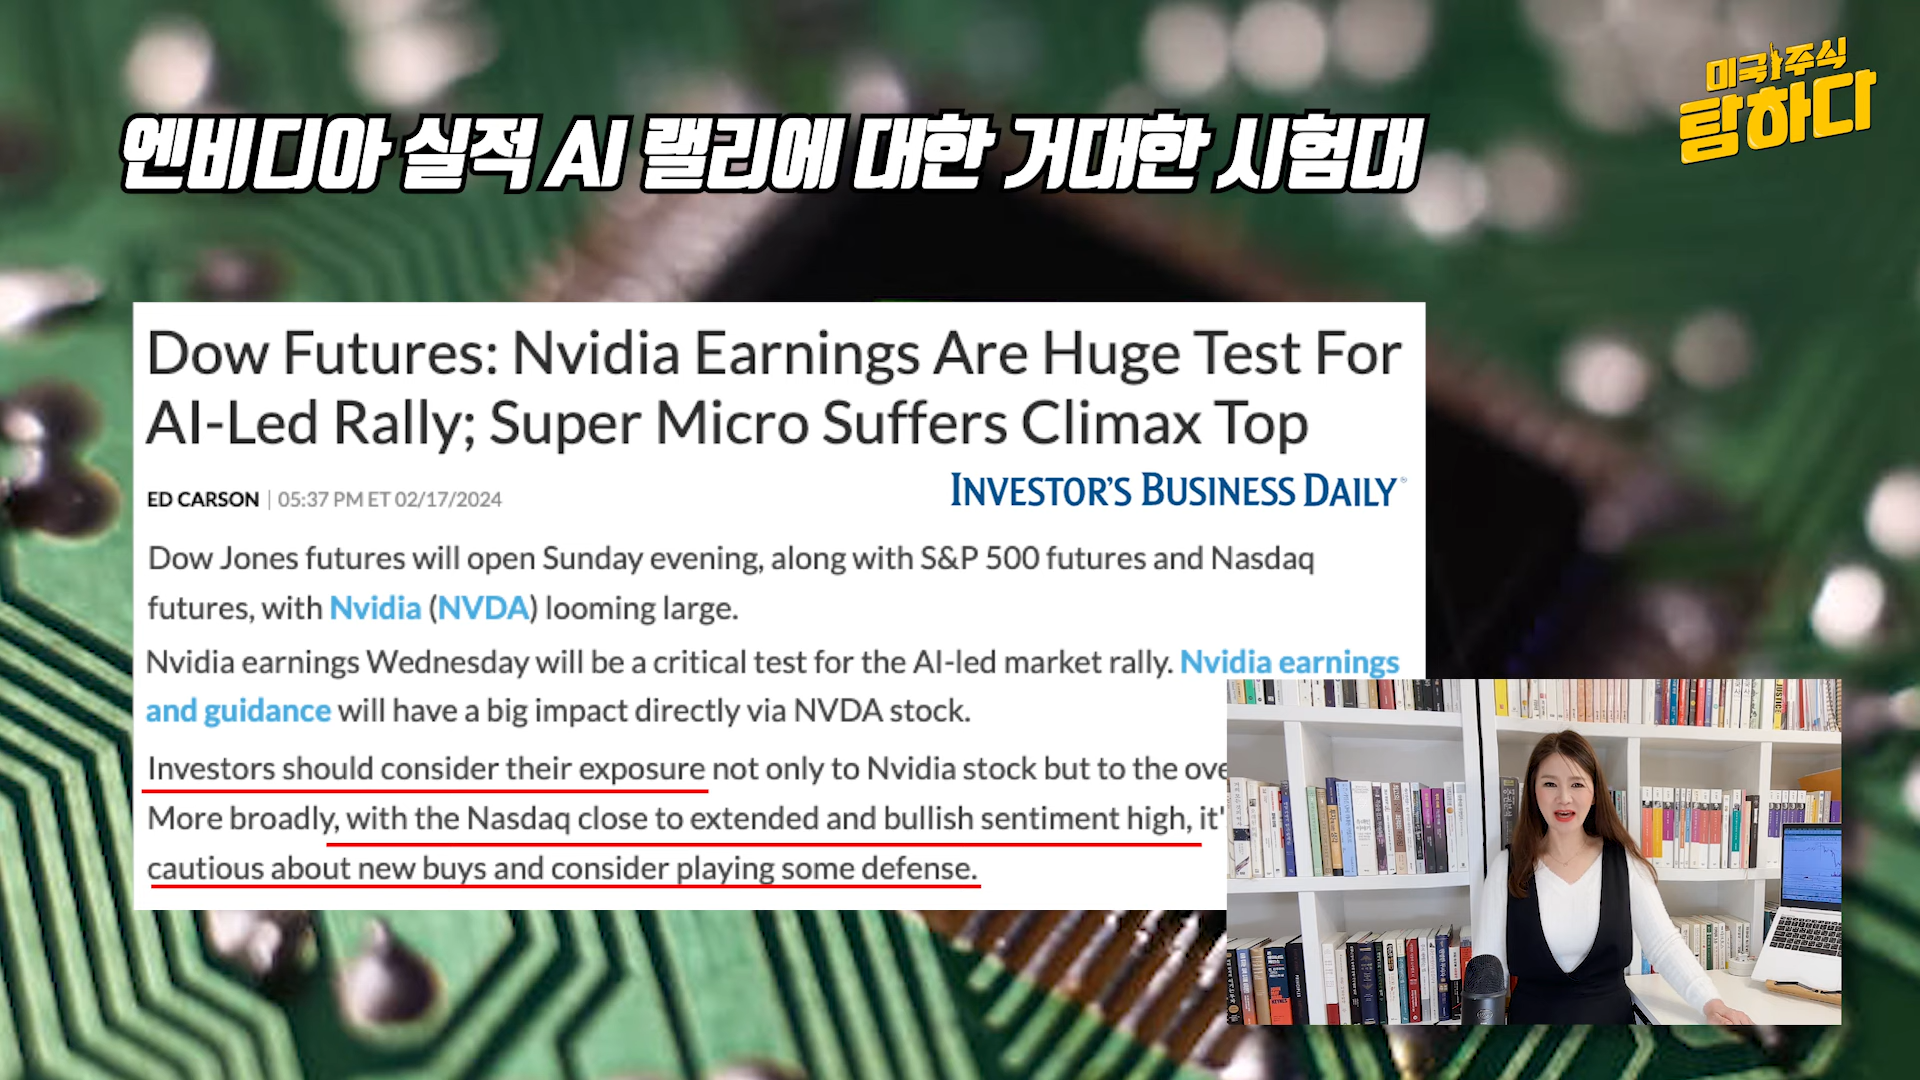 미국주식
탐하다
엔비디아 실적 AI 랠리에 대한 거대한 시험대
Dow Futures: Nvidia Earnings Are Huge Test For
AI-Led Rally; Super Micro Suffers Climax Top
ED CARSON | 05:37 PM ET 02/17/2024
INVESTOR'S BUSINESS DAILY
Dow Jones futures will open Sunday evening, along with S&P 500 futures and Nasdaq
futures, with Nvidia (NVDA) looming large.
Nvidia earnings Wednesday will be a critical test for the AI-led market rally. Nvidia earnings
and guidance will have a big impact directly via NVDA stock.
Investors should consider their exposure not only to Nvidia stock but to the ove
More broadly, with the Nasdaq close to extended and bullish sentiment high, it'
cautious about new buys and consider playing some defense.
JUSTICE